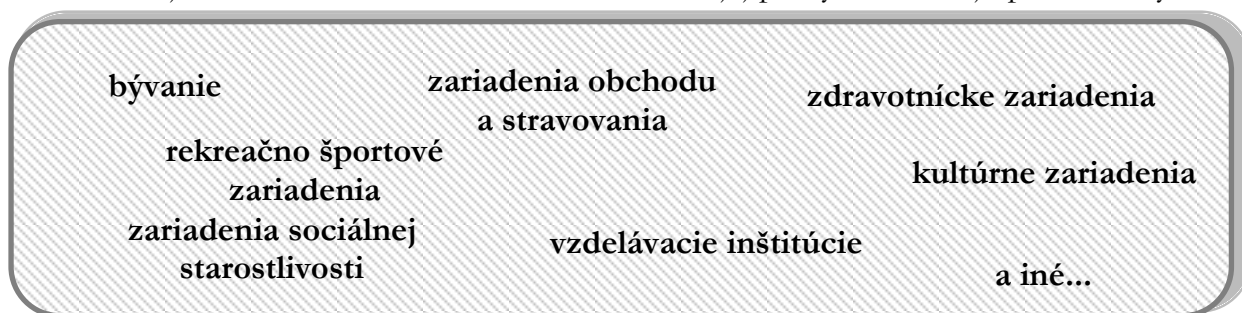 bývanie
zariadenia obchodu
a stravovania
zdravotnícke zariadenia
rekreačno športové
zariadenia
kultúrne zariadenia
zariadenia sociálnej
starostlivosti
vzdelávacie inštitúcie
a iné...